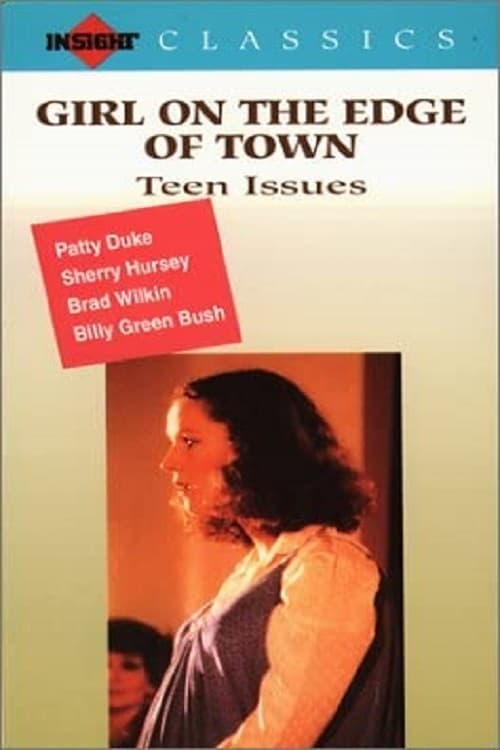 INSIGHT CLASSICS
GIRL ON THE EDGE
OF TOWN
Teen Issues
Patty Duke
Sherry Hursey
Brad Wilkin
Billy Green Bush